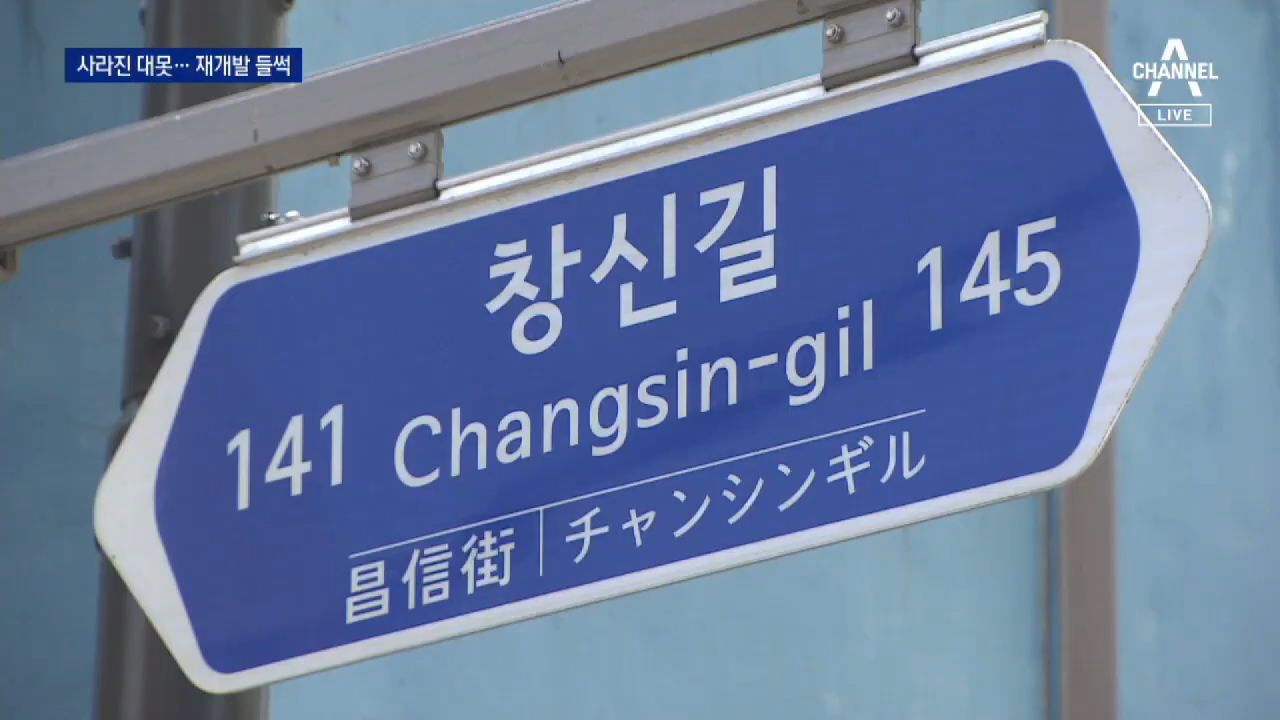 사라진 대못… 재개발 들썩
CHANNEL A
LIVE
창신길
141 Changsin-gil 145
昌信街 | チャンシンギル